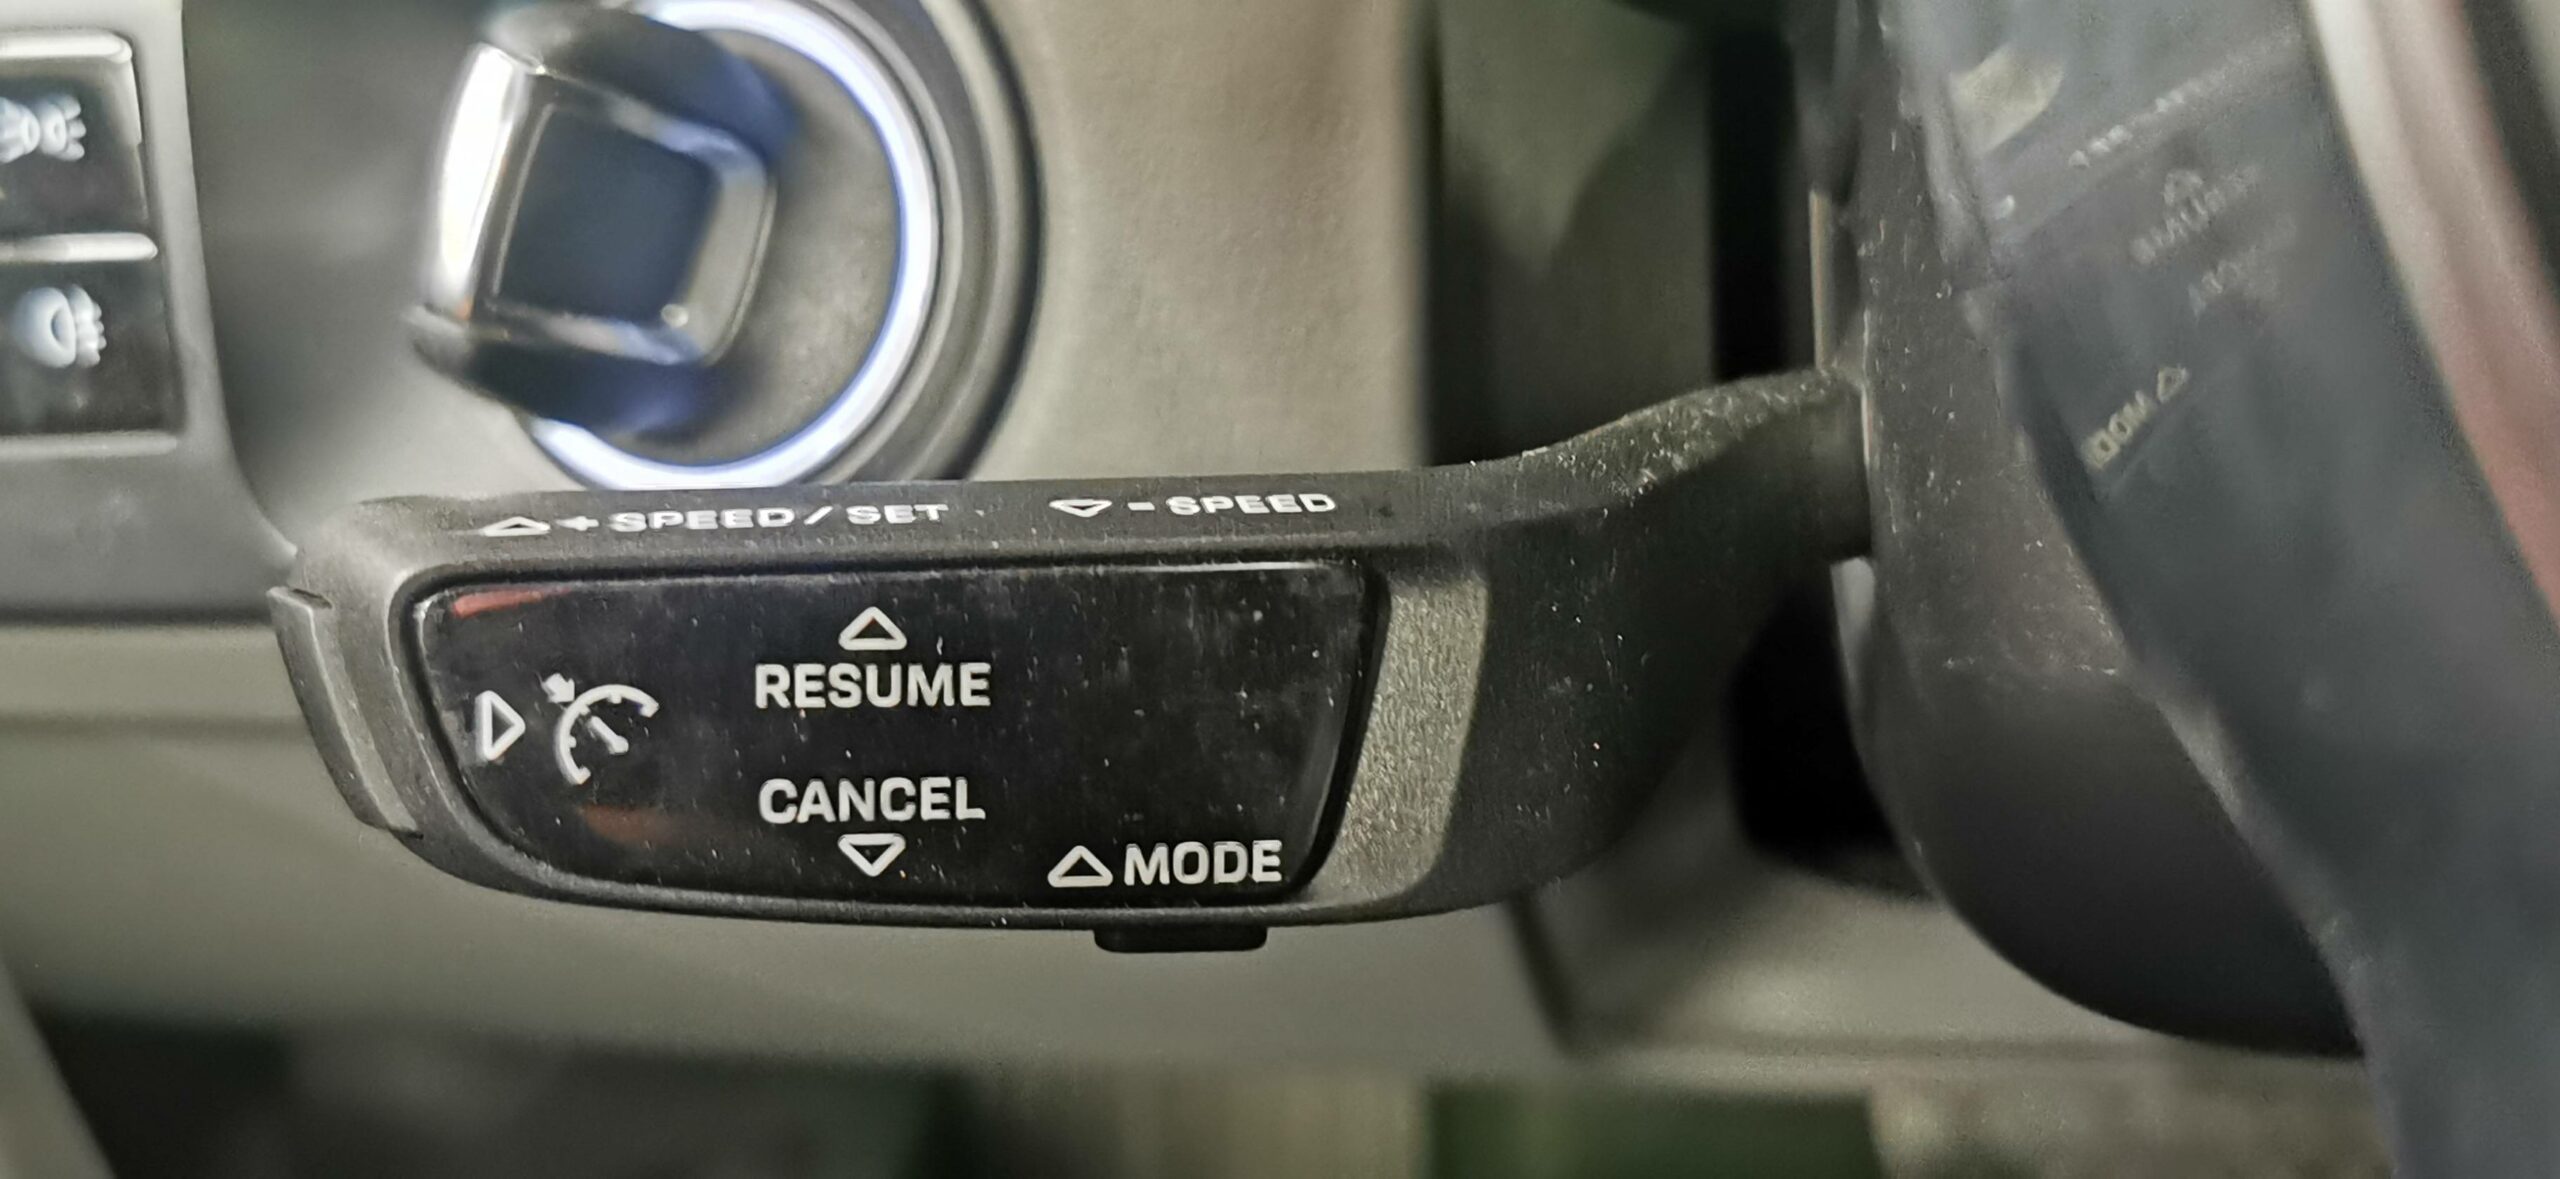 + SPEED / SET
- SPEED
RESUME
CANCEL
MODE